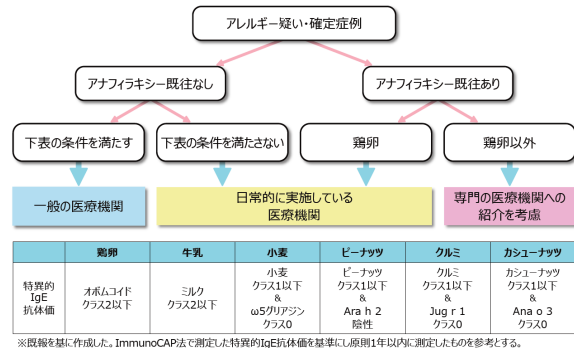 アレルギー疑い・確定症例
アナフィラキシー既往なし
アナフィラキシー既往あり
下表の条件を満たす
下表の条件を満たさない
鶏卵
鶏卵以外
一般の医療機関
日常的に実施している
医療機関
専門の医療機関への
紹介を考慮
鶏卵
牛乳
小麦
ピーナッツ
クルミ
カシューナッツ
特異的
IgE
抗体価
オボムコイド
クラス2以下
ミルク
クラス2以下
小麦
クラス1以下
&
ω5グリアジン
クラス0
ピーナッツ
クラス1以下
&
Ara h 2
陰性
クルミ
クラス1以下
&
Jug r 1
クラス0
カシューナッツ
クラス1以下
&
Ana o 3
クラス0
※既報を基に作成した。ImmunoCAP法で測定した特異的IgE抗体価を基準にし原則1年以内に測定したものを参考とする。